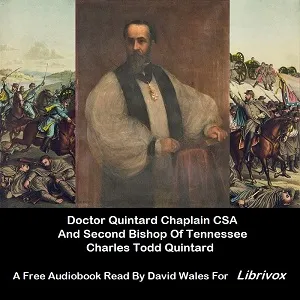 Doctor Quintard Chaplain CSA
And Second Bishop Of Tennessee
Charles Todd Quintard
A Free Audiobook Read By David Wales For Librivox